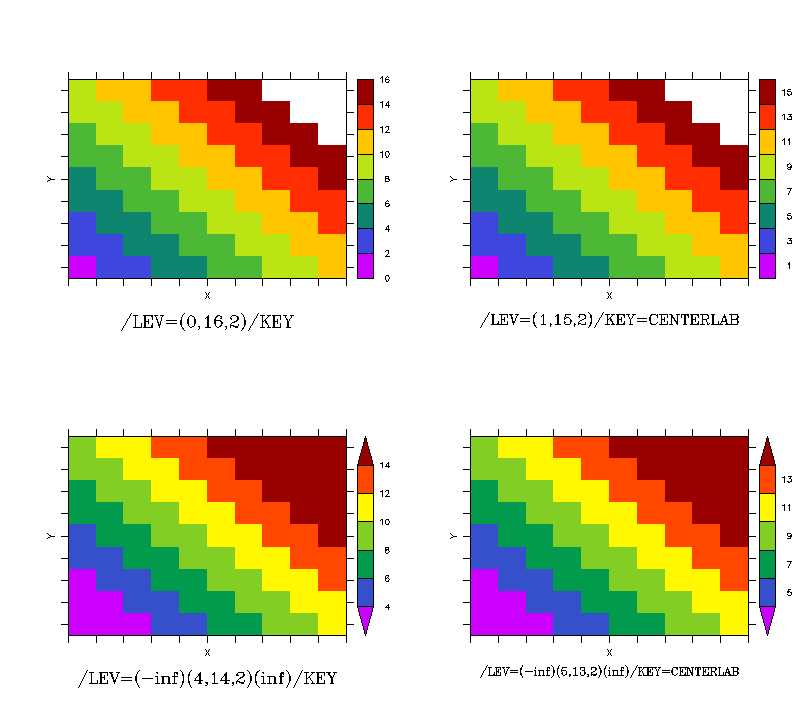 16
14
12
10
8
6
4
2
0
Y
X
/LEV=(0,16,2)/KEY
15
13
11
9
7
5
3
1
Y
X
/LEV=(1,15,2)/KEY=CENTERLAB
14
12
10
8
6
4
Y
X
/LEV=(-inf)(4,14,2)(inf)/KEY
13
11
9
7
5
Y
X
/LEV=(-inf)(5,13,2)(inf)/KEY=CENTERLAB